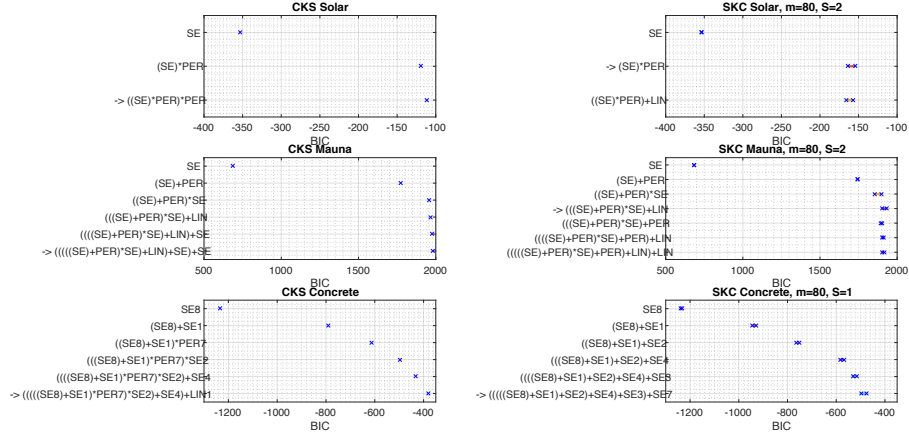 CKS Solar
SE
(SE)*PER
-> ((SE)*PER)*PER
-400 -350 -300 -250 -200 -150 -100
BIC
SKC Solar, m=80, S=2
SE
-> (SE)*PER
((SE)*PER)+LIN
-400 -350 -300 -250 -200 -150 -100
BIC
CKS Mauna
SE
(SE)+PER
((SE)+PER)*SE
(((SE)+PER)*SE)+LIN
((((SE)+PER)*SE)+LIN)+SE
-> (((((SE)+PER)*SE)+LIN)+SE)+SE
500 1000 1500 2000
BIC
SKC Mauna, m=80, S=2
SE
(SE)+PER
((SE)+PER)*SE
-> (((SE)+PER)*SE)+LIN
(((SE)+PER)*SE)+PER
((((SE)+PER)*SE)+PER)+LIN
(((((SE)+PER)*SE)+PER)+LIN)+LIN
500 1000 1500 2000
BIC
CKS Concrete
SE8
(SE8)+SE1
((SE8)+SE1)*PER7
(((SE8)+SE1)*PER7)*SE2
((((SE8)+SE1)*PER7)*SE2)+SE4
-> (((((SE8)+SE1)*PER7)*SE2)+SE4)+LIN1
-1200 -1000 -800 -600 -400
BIC
SKC Concrete, m=80, S=1
SE8
(SE8)+SE1
((SE8)+SE1)+SE2
(((SE8)+SE1)+SE2)+SE4
((((SE8)+SE1)+SE2)+SE4)+SE3
-> (((((SE8)+SE1)+SE2)+SE4)+SE3)+SE7
-1200 -1000 -800 -600 -400
BIC